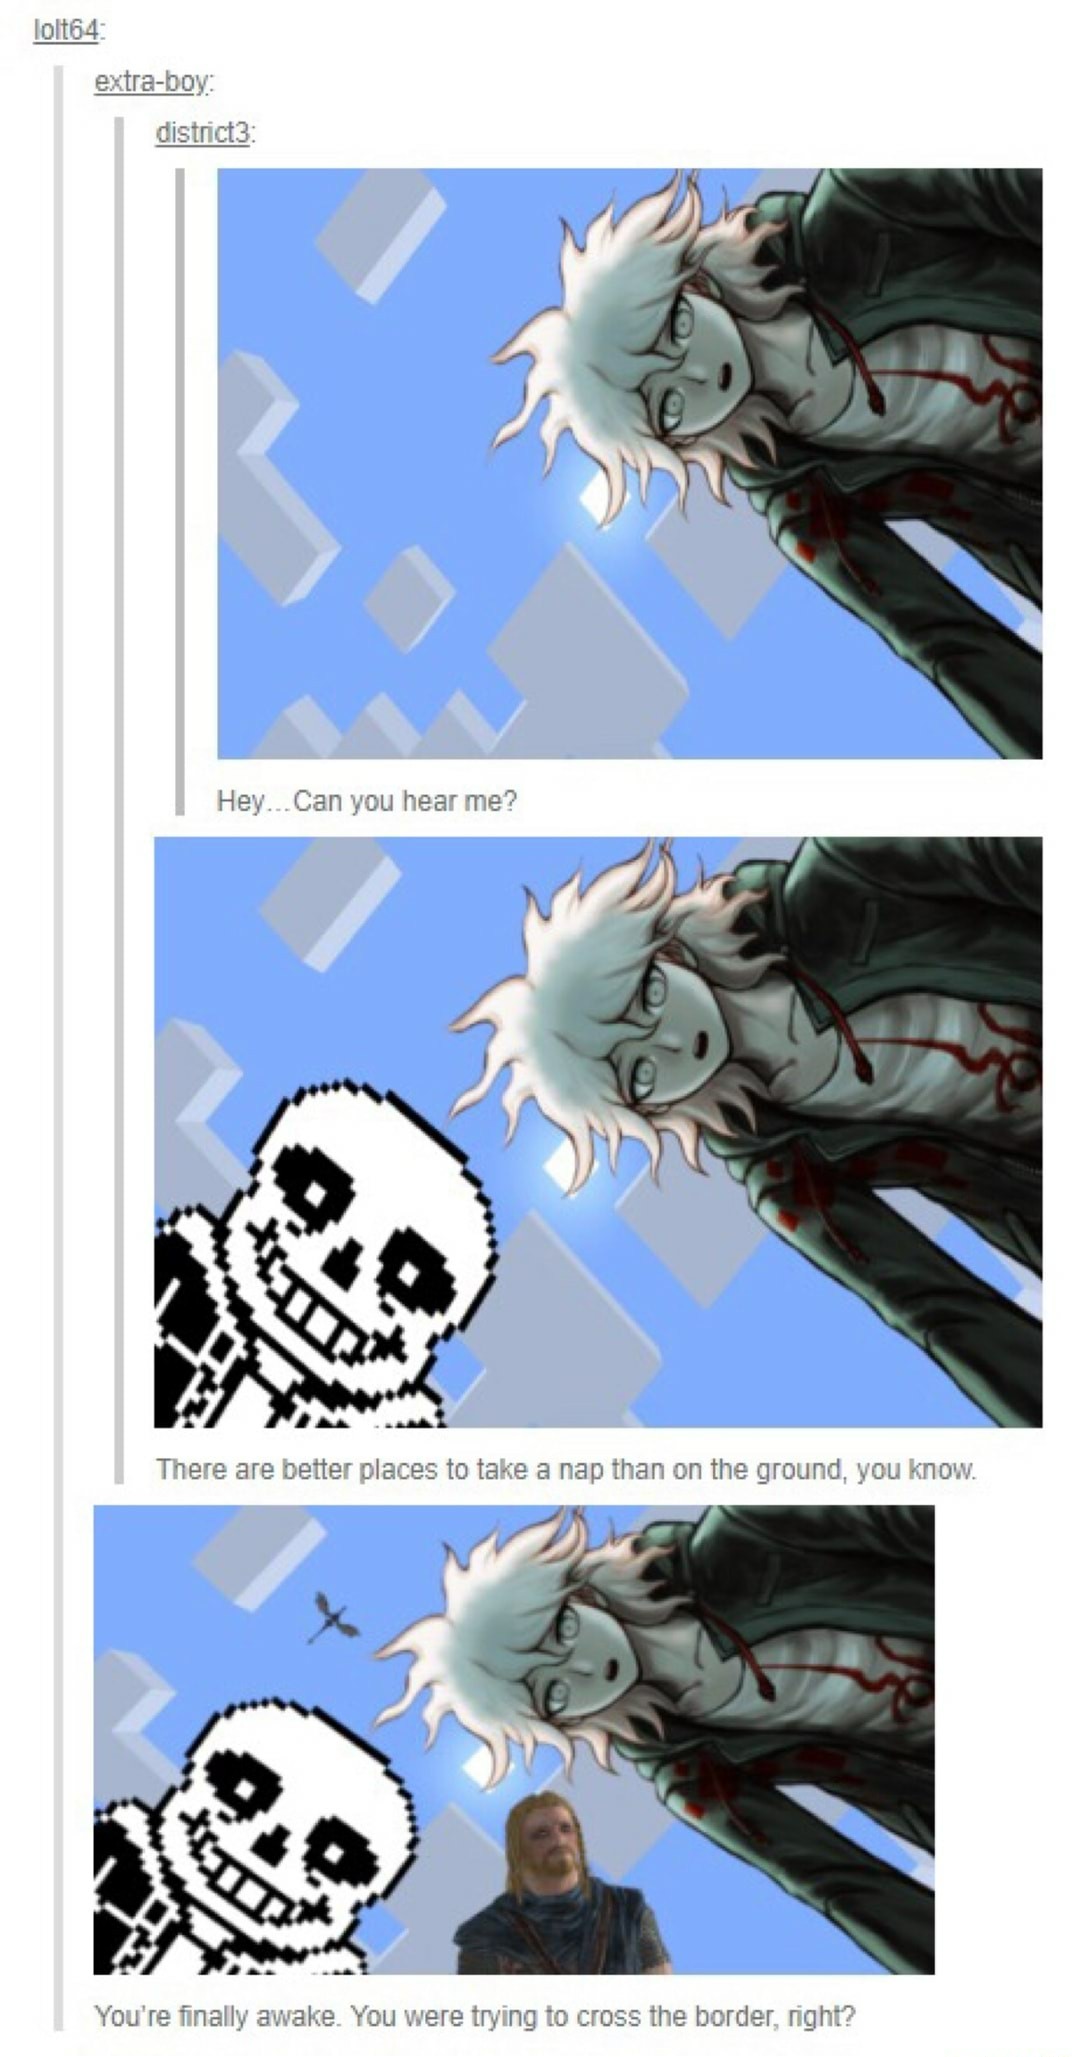 lolt64:
extra-boy:
district3:
Hey...Can you hear me?
There are better places to take a nap than on the ground, you know.
You're finally awake. You were trying to cross the border, right?